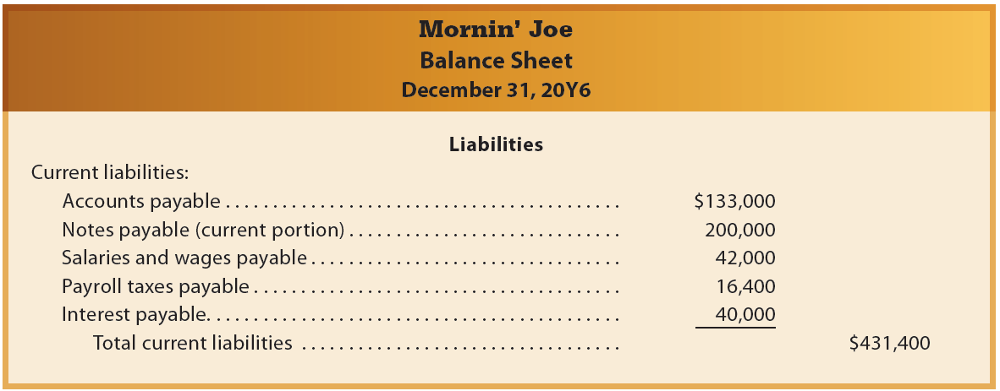 Mornin' Joe
Balance Sheet
December 31, 20Y6
Liabilities
Current liabilities:
Accounts payable . . . . . . . . . . . . . . . . . . . . . . . . . . . . . . . . . . . . . . . . . . $133,000
Notes payable (current portion) . . . . . . . . . . . . . . . . . . . . . . . . . . . . . 200,000
Salaries and wages payable . . . . . . . . . . . . . . . . . . . . . . . . . . . . . . . . . 42,000
Payroll taxes payable . . . . . . . . . . . . . . . . . . . . . . . . . . . . . . . . . . . . . . . 16,400
Interest payable. . . . . . . . . . . . . . . . . . . . . . . . . . . . . . . . . . . . . . . . . . . . 40,000
Total current liabilities . . . . . . . . . . . . . . . . . . . . . . . . . . . . . . . . . . $431,400